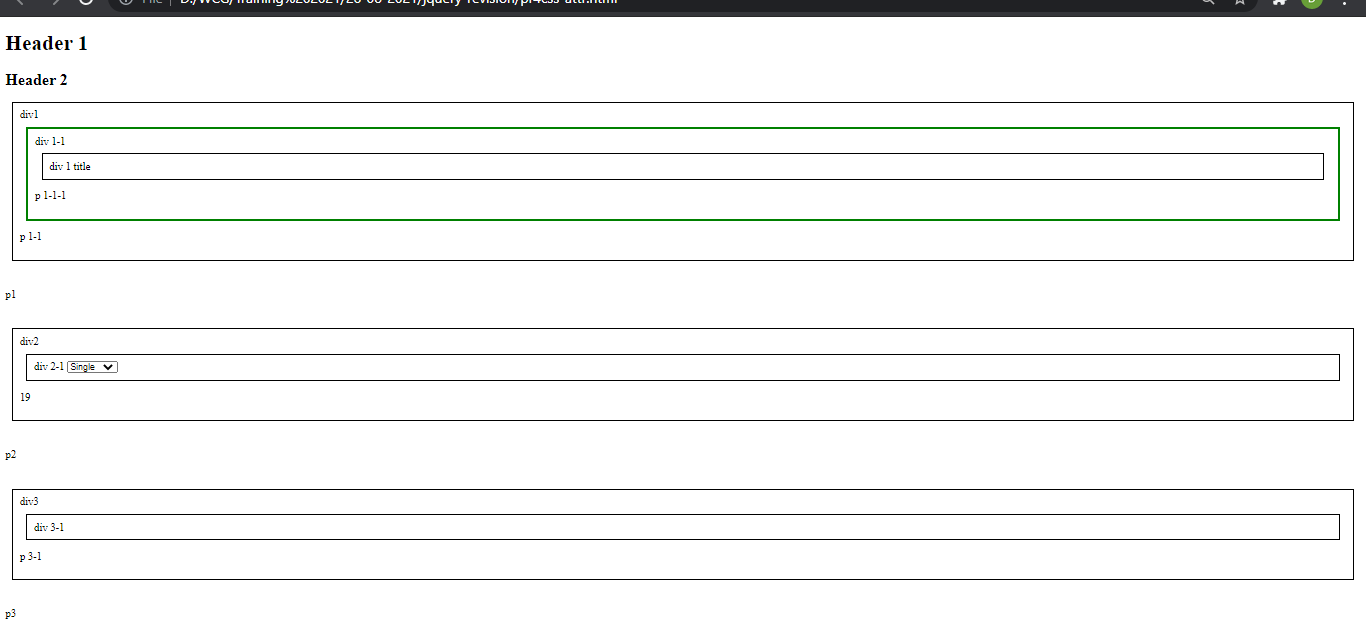 Header 1
Header 2
div1
div 1-1
div 1 title
p 1-1-1
p 1-1
p1
div2
div 2-1 Single
19
p2
div3
div 3-1
p 3-1
p3